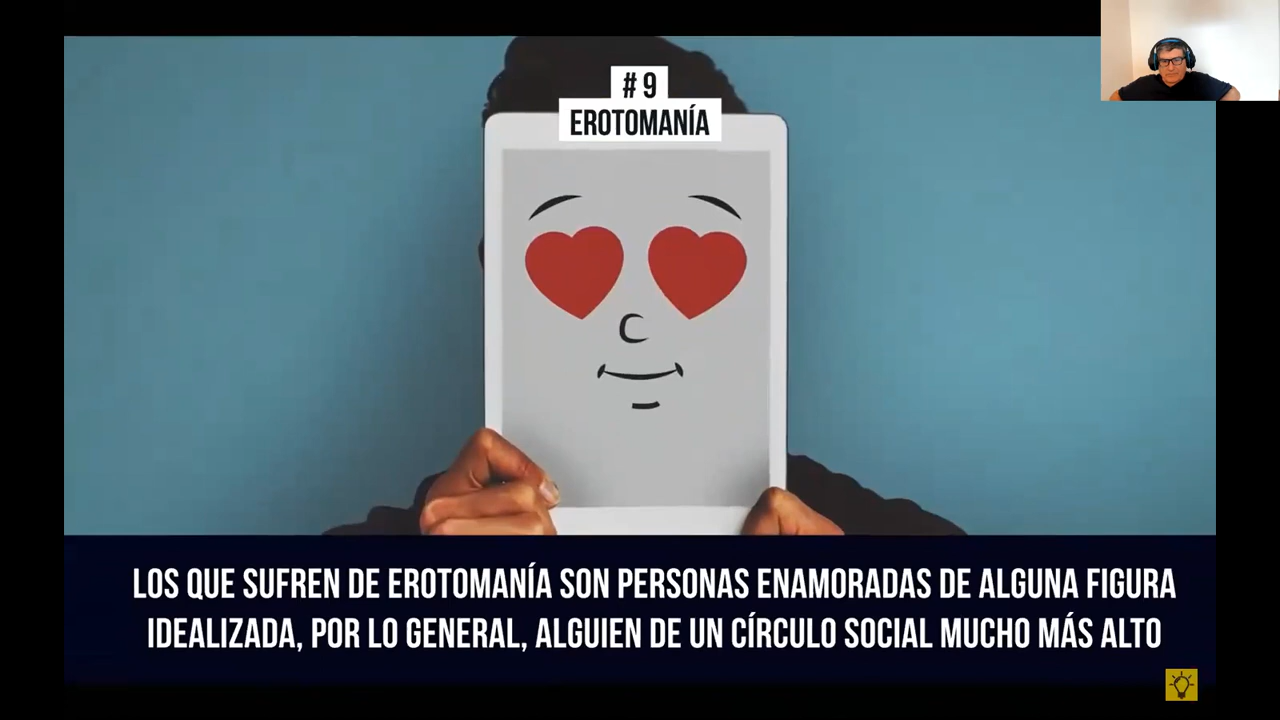 # 9
EROTOMANÍA
LOS QUE SUFREN DE EROTOMANÍA SON PERSONAS ENAMORADAS DE ALGUNA FIGURA
IDEALIZADA, POR LO GENERAL, ALGUIEN DE UN CÍRCULO SOCIAL MUCHO MÁS ALTO